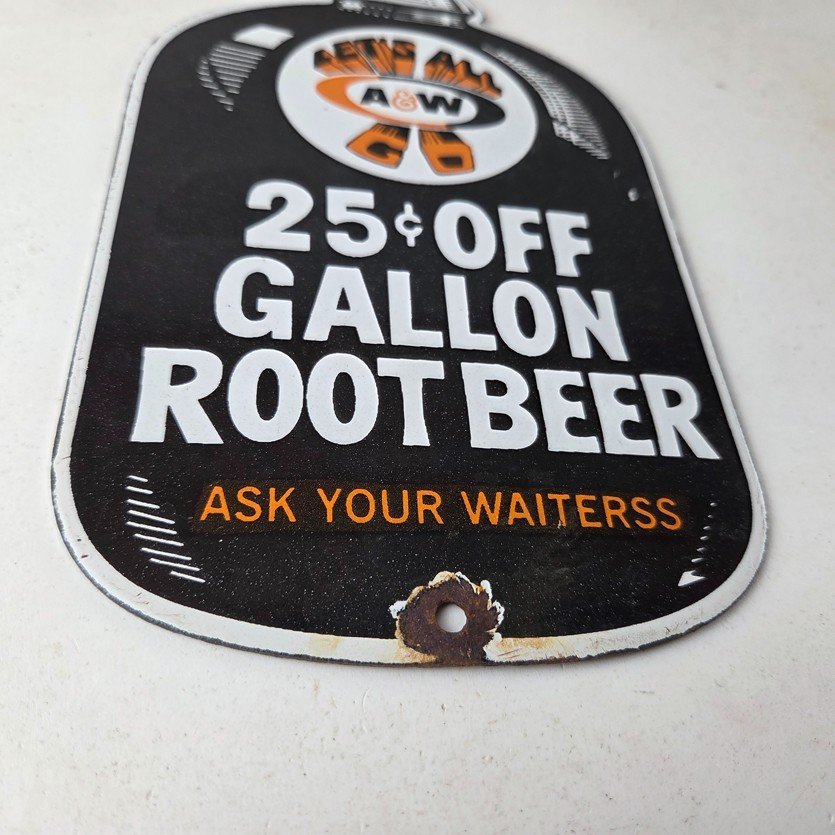 LET'S ALL
A&W
GO
25¢ OFF
GALLON
ROOT BEER
ASK YOUR WAITERSS